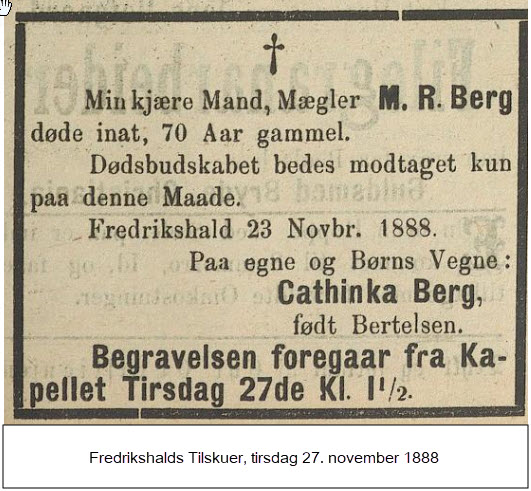 Min kjære Mand, Mægler M. R. Berg
døde inat, 70 Aar gammel.
Dødsbudskabet bedes modtaget kun
paa denne Maade.
Fredrikshald 23 Novbr. 1888.
Paa egne og Børns Vegne:
Cathinka Berg,
født Bertelsen.
Begravelsen foregaar fra Ka-
pellet Tirsdag 27de Kl. 1½.
Fredrikshalds Tilskuer, tirsdag 27. november 1888